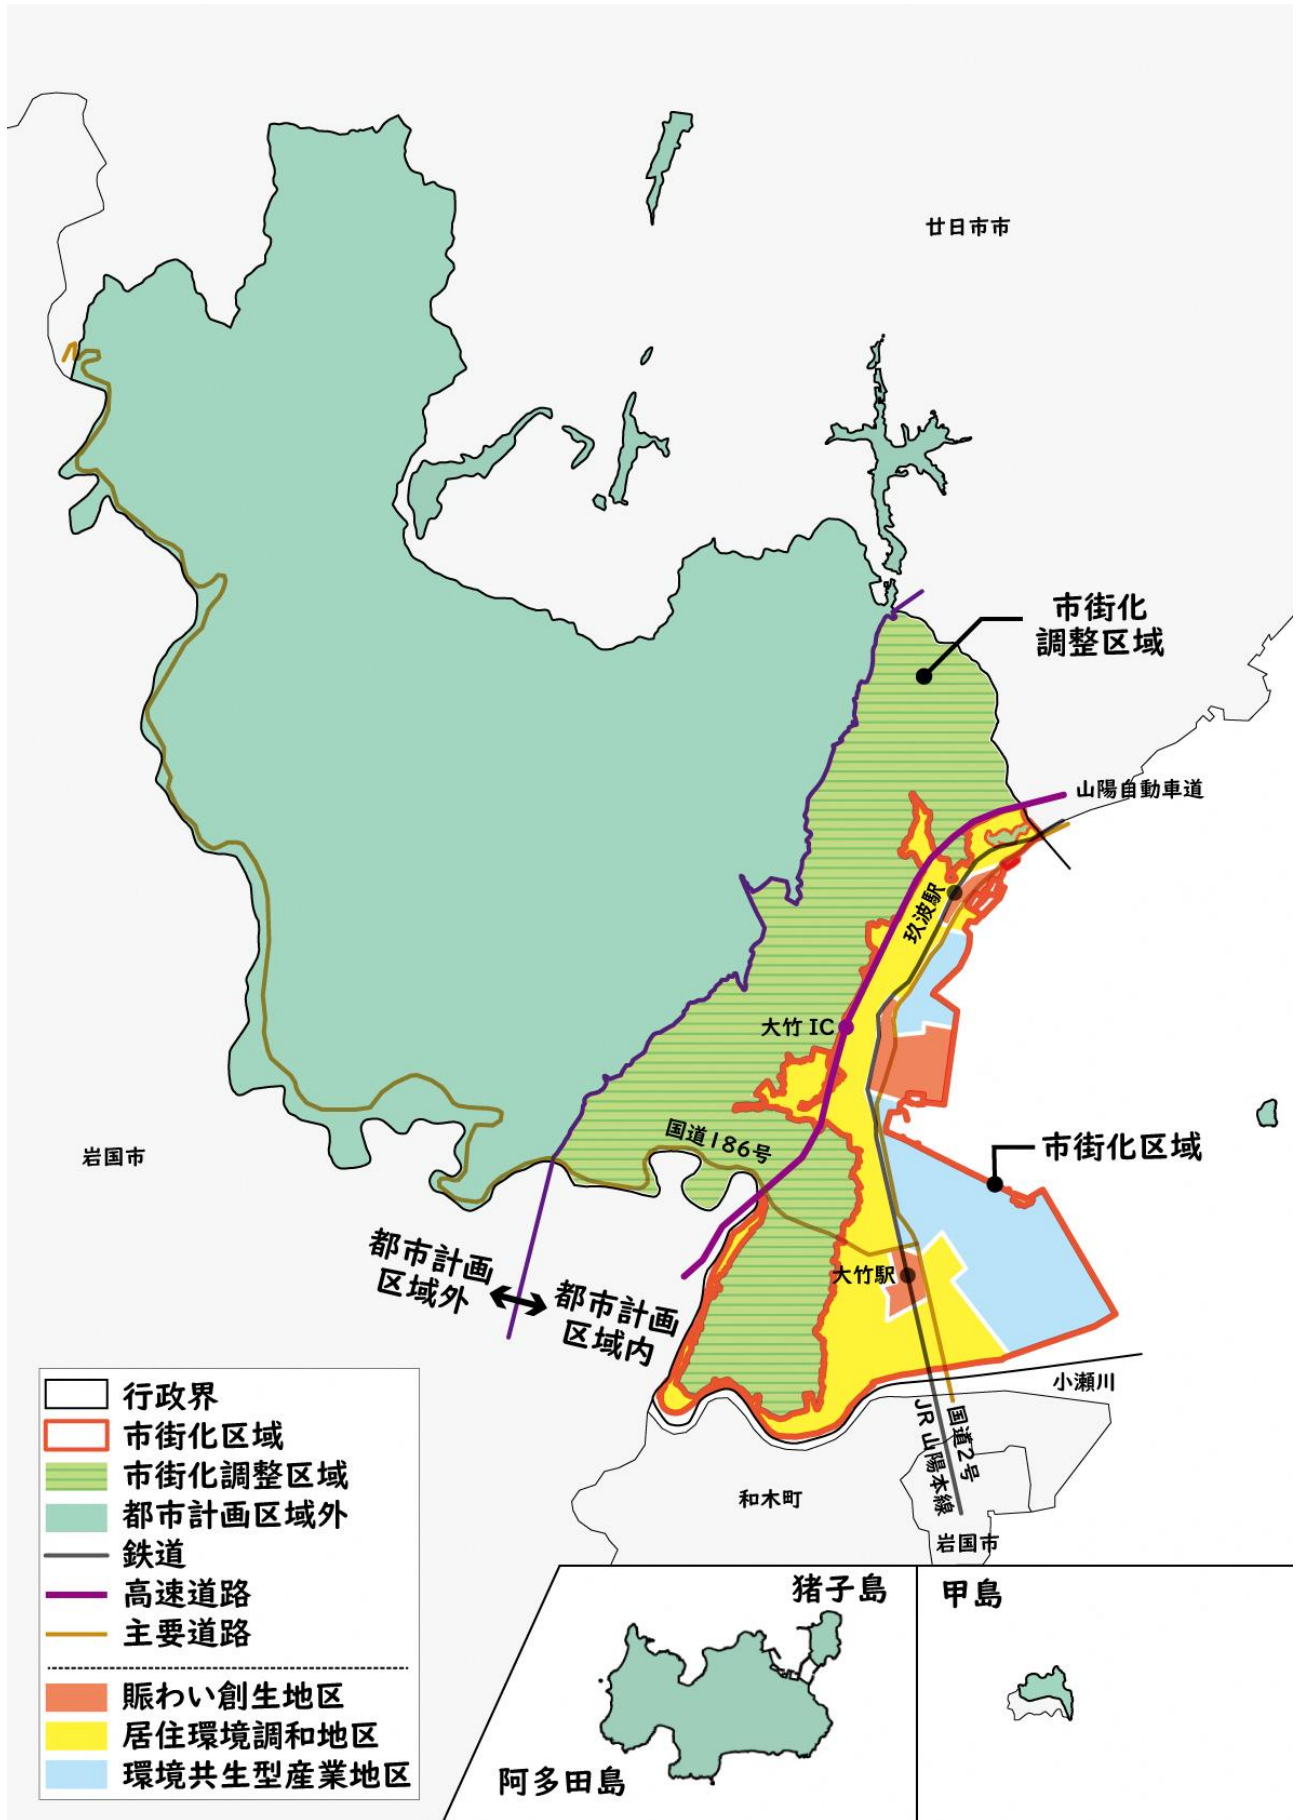 廿日市市
市街化
調整区域
山陽自動車道
玖波駅
大竹 IC
国道186号
市街化区域
岩国市
都市計画
区域外
都市計画
区域内
大竹駅
小瀬川
国道2号
JR山陽本線
和木町
岩国市
行政界
市街化区域
市街化調整区域
都市計画区域外
鉄道
高速道路
主要道路
賑わい創生地区
居住環境調和地区
環境共生型産業地区
猪子島
阿多田島
甲島